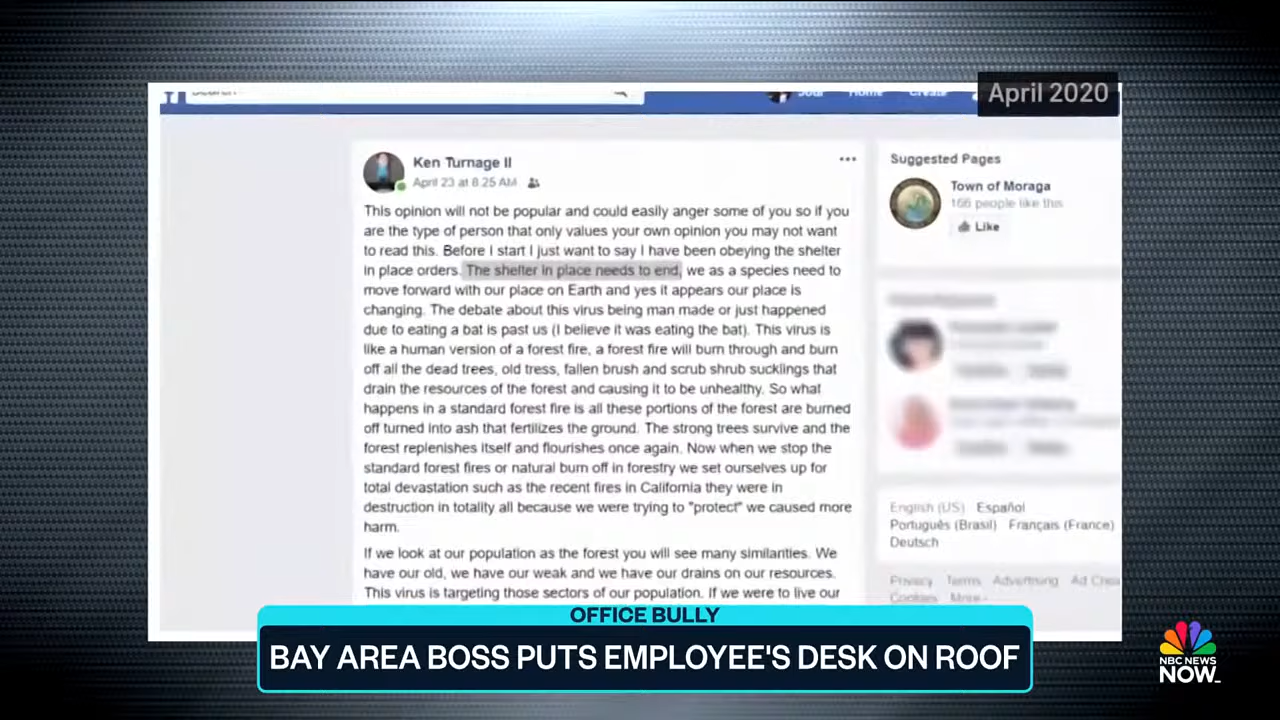 April 2020
Home
Create
Ken Turnage II
April 23 at 8:25 AM
This opinion will not be popular and could easily anger some of you so if you
are the type of person that only values your own opinion you may not want
to read this. Before I start I just want to say I have been obeying the shelter
in place orders. The shelter in place needs to end, we as a species need to
move forward with our place on Earth and yes it appears our place is
changing. The debate about this virus being man made or just happened
due to eating a bat is past us (I believe it was eating the bat). This virus is
like a human version of a forest fire, a forest fire will burn through and burn
off all the dead trees, old tress, fallen brush and scrub shrub sucklings that
drain the resources of the forest and causing it to be unhealthy. So what
happens in a standard forest fire is all these portions of the forest are burned
off turned into ash that fertilizes the ground. The strong trees survive and the
forest replenishes itself and flourishes once again. Now when we stop the
standard forest fires or natural burn off in forestry we set ourselves up for
total devastation such as the recent fires in California they were in
destruction in totality all because we were trying to "protect" we caused more
harm.
If we look at our population as the forest you will see many similarities. We
have our old, we have our weak and we have our drains on our resources.
This virus is targeting those sectors of our population. If we were to live our
Suggested Pages
Town of Moraga
166 people like this
Like
English (US) Español
Português (Brasil) Français (France)
Deutsch
Privacy Terms Advertising Ad
Cookies More
OFFICE BULLY
BAY AREA BOSS PUTS EMPLOYEE'S DESK ON ROOF
NBC NEWS
NOW